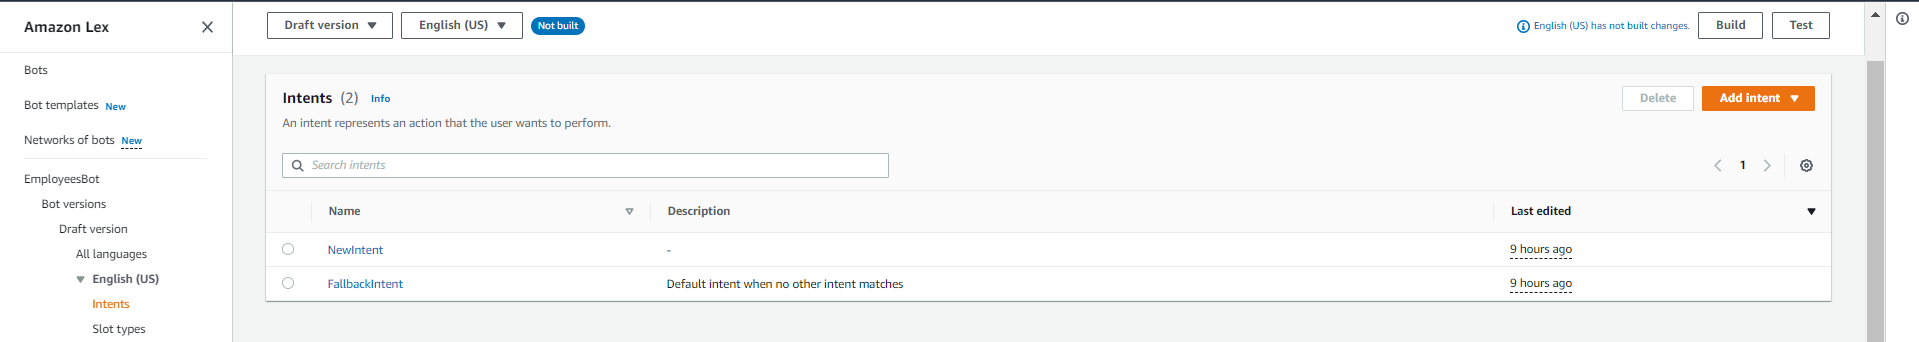 Amazon Lex
Bots
Bot templates New
Networks of bots New
EmployeesBot
Bot versions
Draft version
All languages
English (US)
Intents
Slot types
Draft version English (US) Not built English (US) has not built changes. Build Test
Intents (2) Info Delete Add intent
An intent represents an action that the user wants to perform.
Search intents 1
Name Description Last edited
NewIntent - 9 hours ago
FallbackIntent Default intent when no other intent matches 9 hours ago